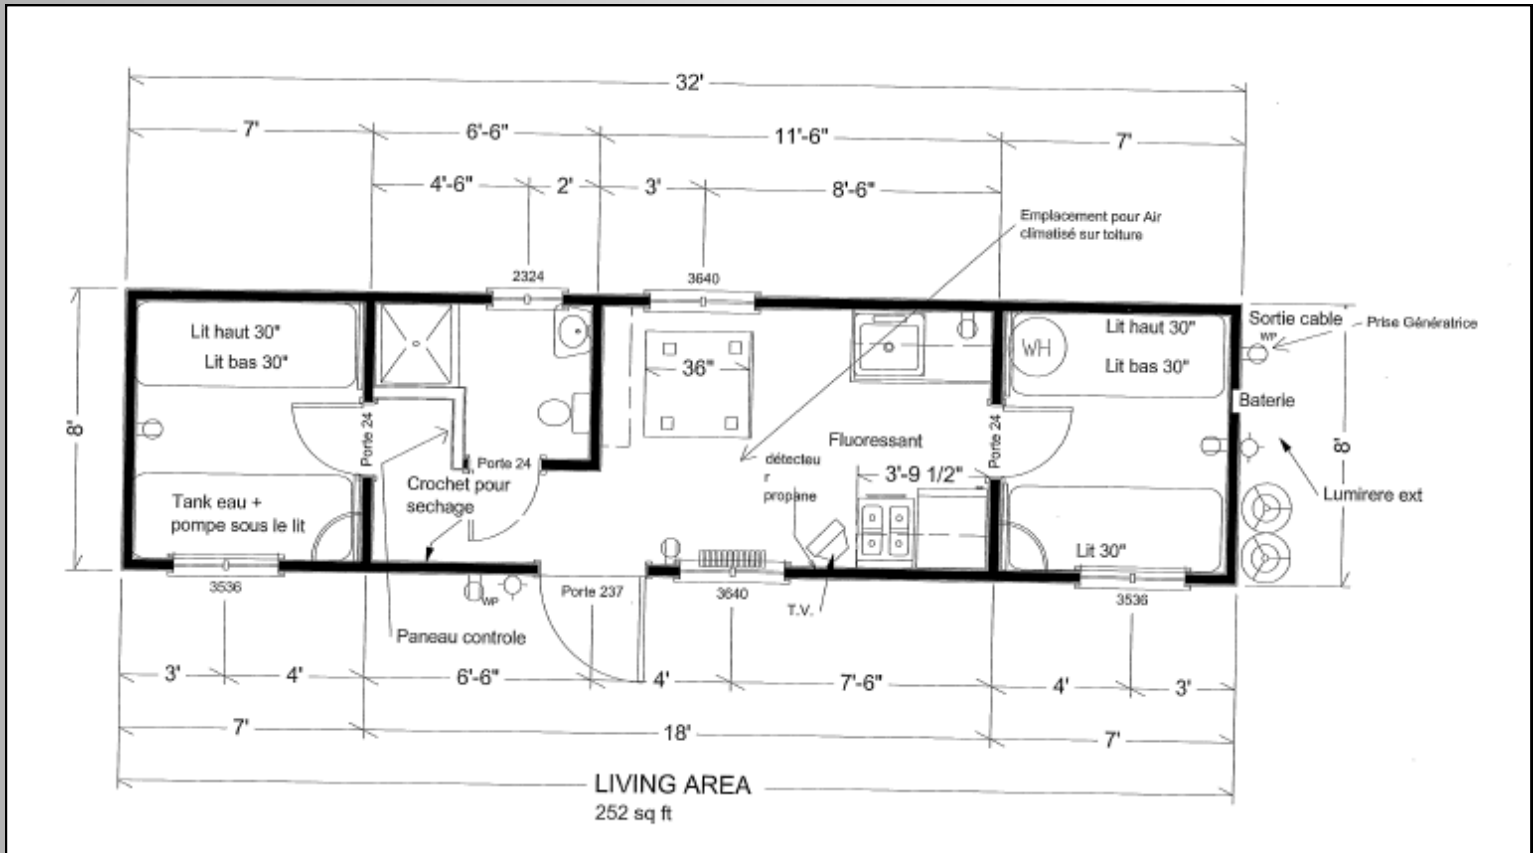 32'
7'
6'-6"
11'-6"
7'
4'-6"
2'
3'
8'-6"
Emplacement pour Air
climatisé sur toiture
2324
3640
Lit haut 30"
Lit bas 30"
36"
WH
Lit haut 30"
Lit bas 30"
Sortie cable
Prise Génératrice
WP
Baterie
8'
Porte 24
Porte 24
Crochet pour
sechage
Fluoressant
3'-9 1/2"
détecteu
r
propane
Porte 24
8'
Lumirere ext
Tank eau +
pompe sous le lit
Lit 30"
3536
WP
Porte 237
3640
T.V.
3536
Paneau controle
3'
4'
6'-6"
4'
7'-6"
4'
3'
7'
18'
7'
LIVING AREA
252 sq ft